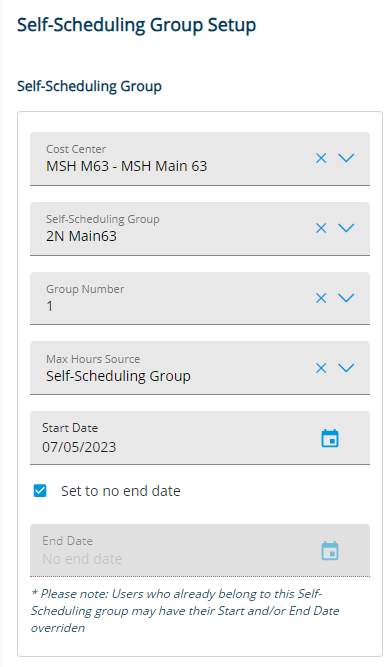 Self-Scheduling Group Setup
Self-Scheduling Group
Cost Center
MSH M63 - MSH Main 63
Self-Scheduling Group
2N Main63
Group Number
1
Max Hours Source
Self-Scheduling Group
Start Date
07/05/2023
Set to no end date
End Date
No end date
* Please note: Users who already belong to this Self-
Scheduling group may have their Start and/or End Date
overriden